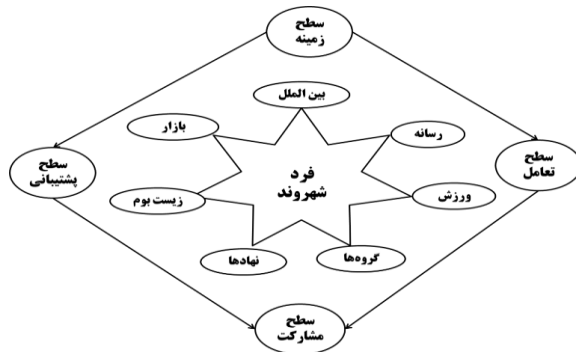 سطح
زمینه
بین الملل
رسانه
بازار
سطح
تعامل
فرد
شهروند
سطح
پشتیبانی
ورزش
زیست بوم
گروه‌ها
نهادها
سطح
مشارکت